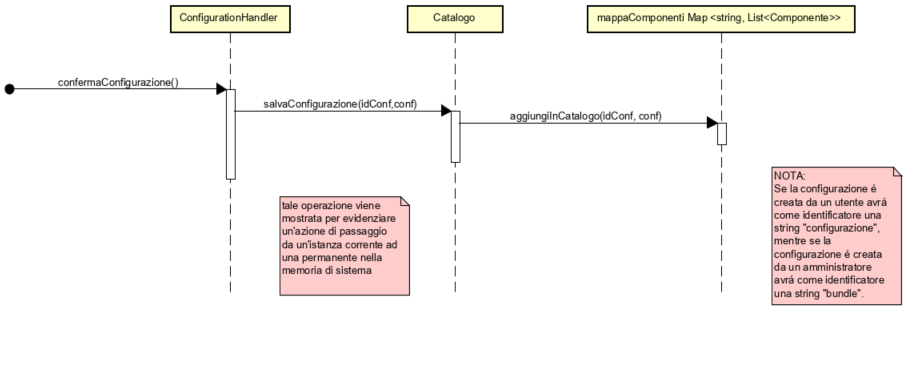 ConfigurationHandler
Catalogo
mappaComponenti Map <string, List<Componente>>
confermaConfigurazione()
salvaConfigurazione(idConf,conf)
aggiungiInCatalogo(idConf, conf)
tale operazione viene
mostrata per evidenziare
un'azione di passaggio
da un'istanza corrente ad
una permanente nella
memoria di sistema
NOTA:
Se la configurazione é
creata da un utente avrá
come identificatore una
string "configurazione",
mentre se la
configurazione é creata
da un amministratore
avrá come identificatore
una string "bundle".